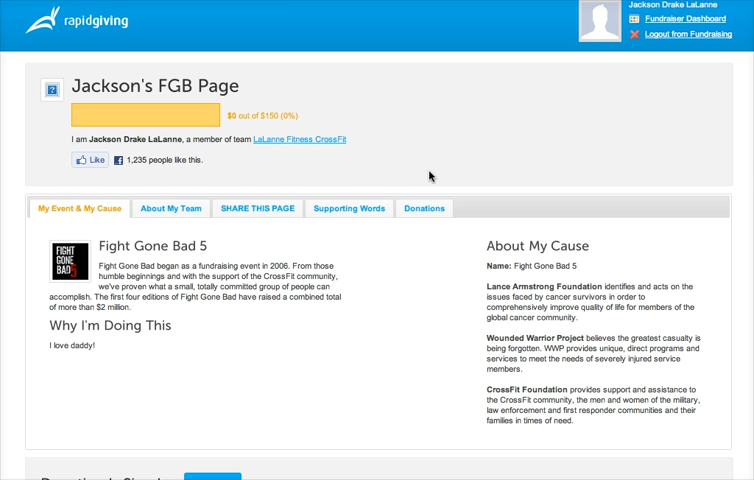 Jackson Drake LaLanne
rapidgiving
Fundraiser Dashboard
Logout from Fundraising
Jackson's FGB Page
$0 out of $150 (0%)
I am Jackson Drake LaLanne, a member of team LaLanne Fitness CrossFit
Like
1,235 people like this.
My Event & My Cause
About My Team
SHARE THIS PAGE
Supporting Words
Donations
FIGHT
GONE
BAD 5
Fight Gone Bad 5
Fight Gone Bad began as a fundraising event in 2006. From those
humble beginnings and with the support of the CrossFit community,
we've proven what a small, totally committed group of people can
accomplish. The first four editions of Fight Gone Bad have raised a combined total
of more than $2 million.
Why I'm Doing This
I love daddy!
About My Cause
Name: Fight Gone Bad 5
Lance Armstrong Foundation identifies and acts on the
issues faced by cancer survivors in order to
comprehensively improve quality of life for members of the
global cancer community.
Wounded Warrior Project believes the greatest casualty is
being forgotten. WWP provides unique, direct programs and
services to meet the needs of severely injured service
members.
CrossFit Foundation provides support and assistance to
the CrossFit community, the men and women of the military,
law enforcement and first responder communities and their
families in times of need.